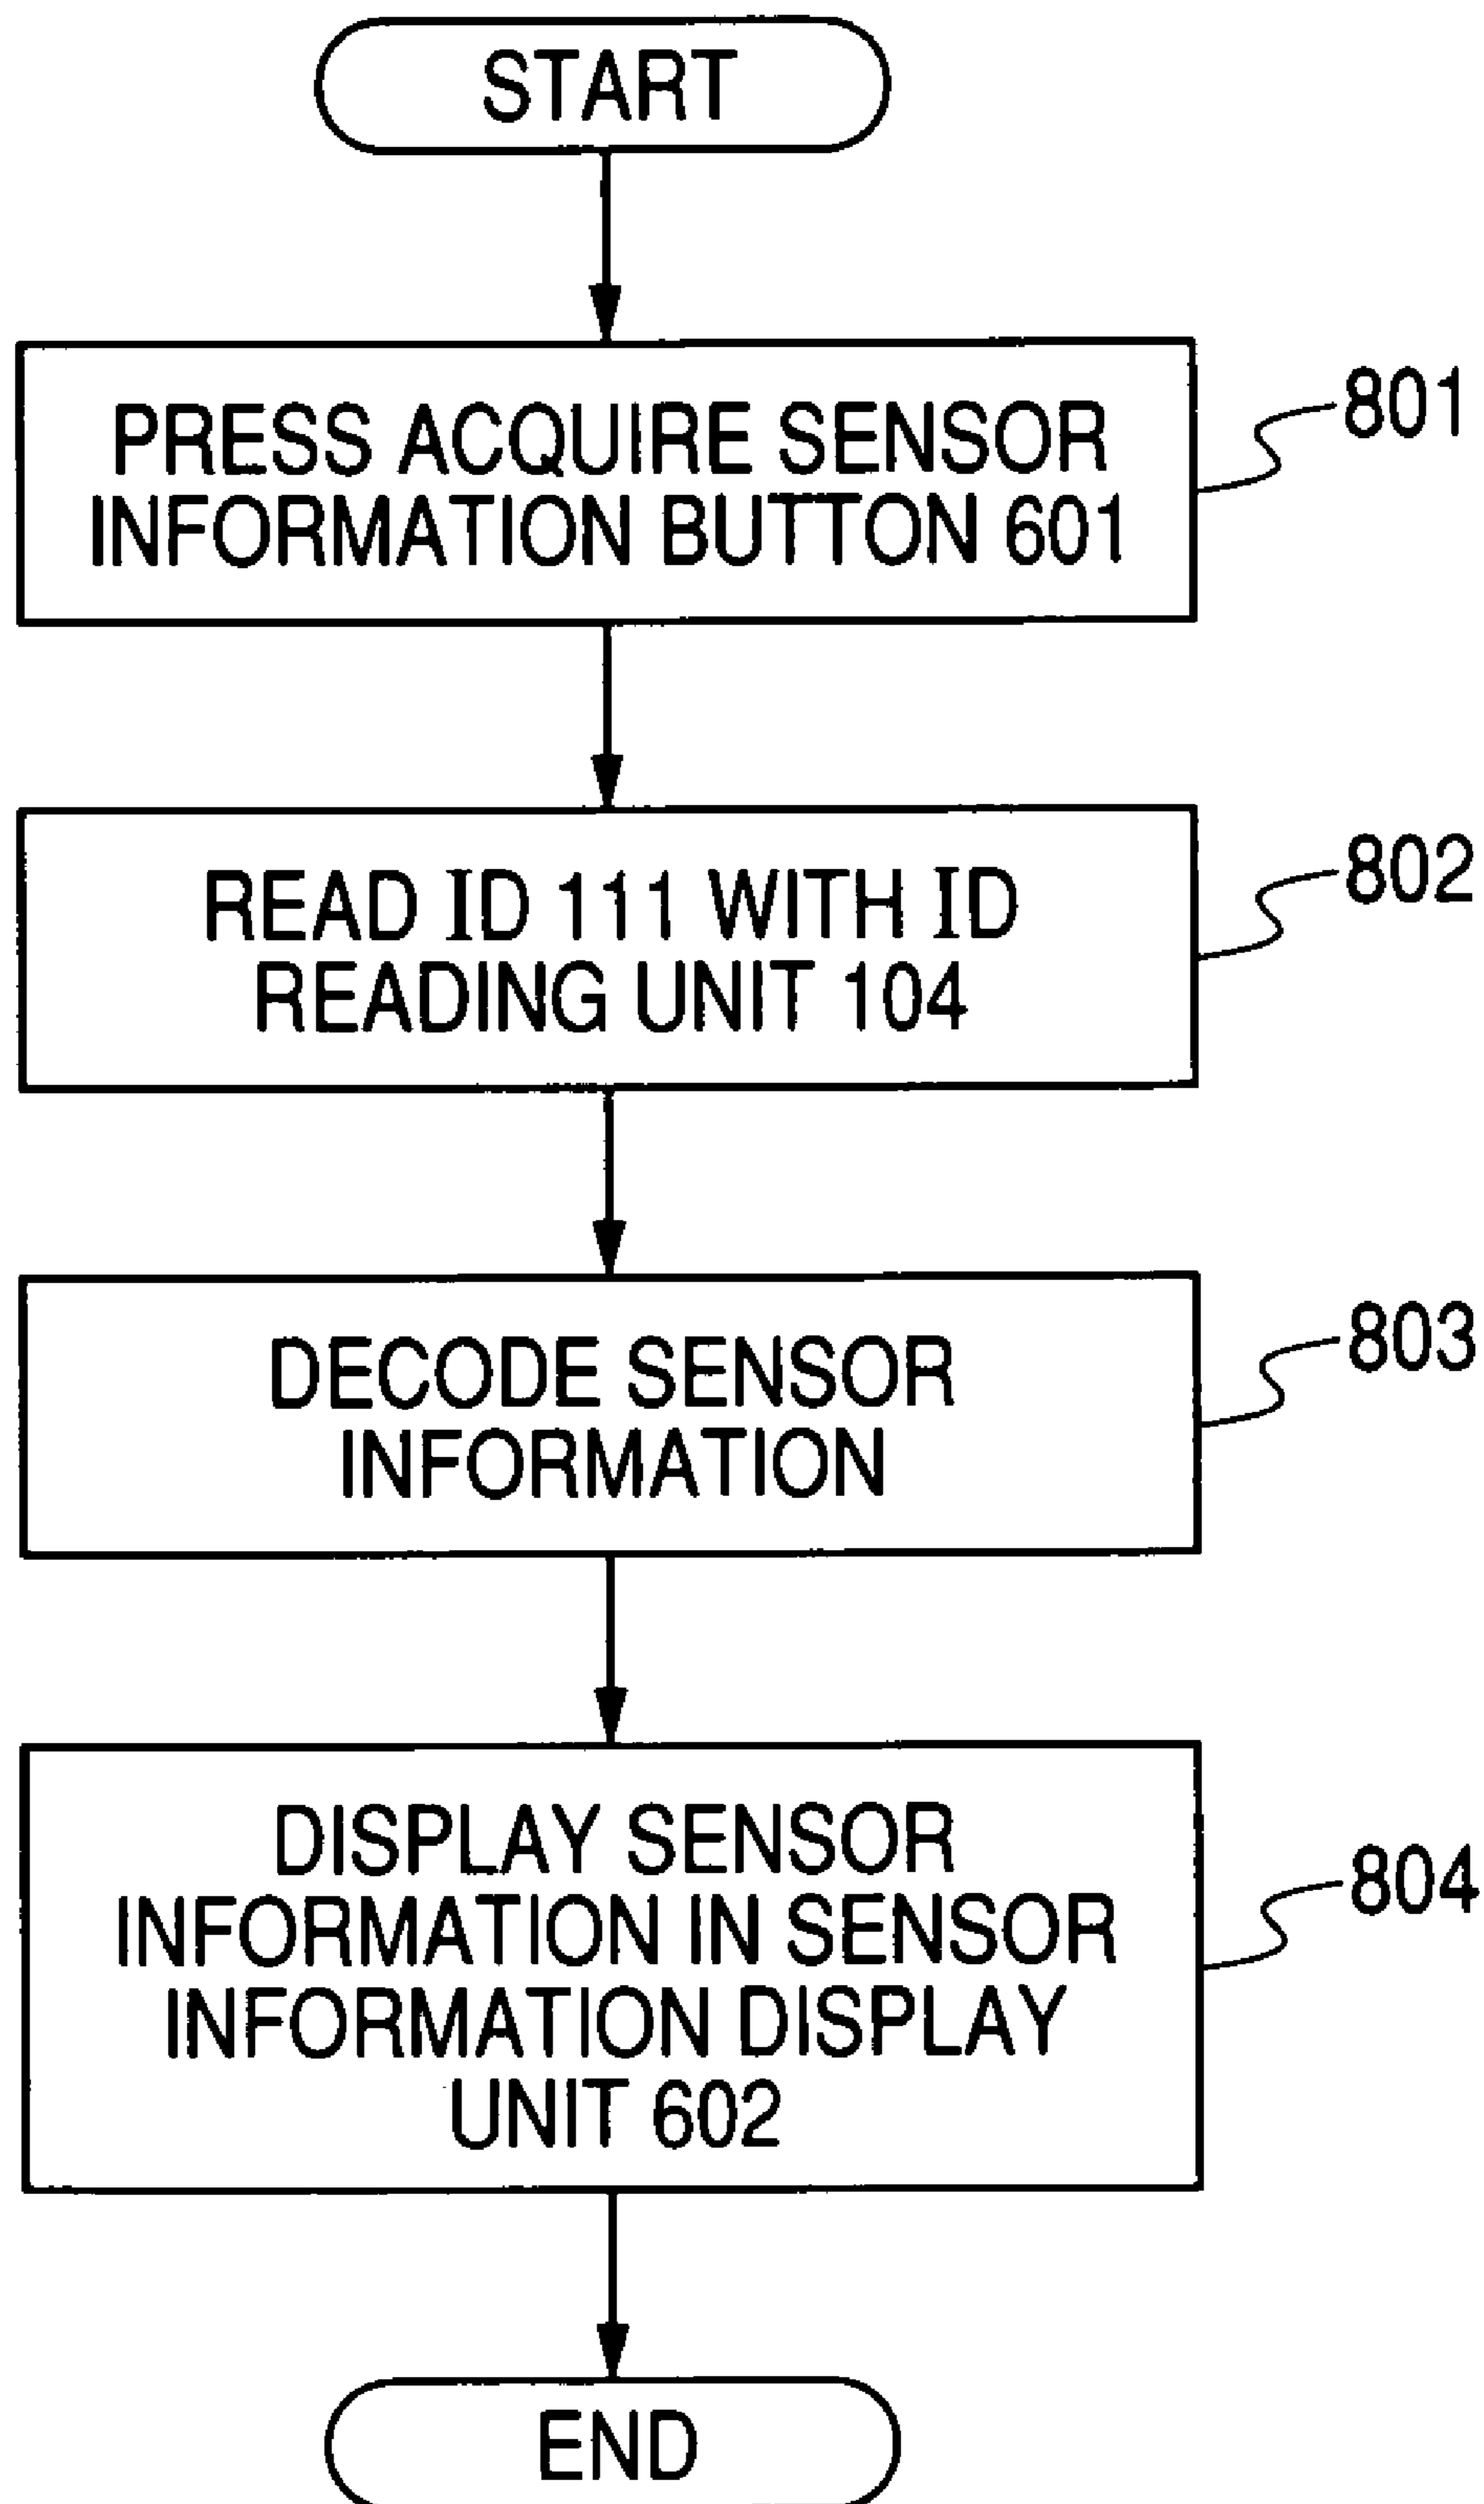 START
PRESS ACQUIRE SENSOR
INFORMATION BUTTON 601
801
READ ID 111 WITH ID
READING UNIT 104
802
DECODE SENSOR
INFORMATION
803
DISPLAY SENSOR
INFORMATION IN SENSOR
INFORMATION DISPLAY
UNIT 602
804
END